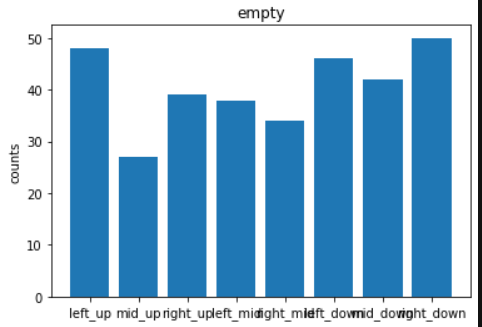 empty
50
40
30
20
10
0
counts
left_up mid_up right_up left_mid right_mid left_down mid_down right_down